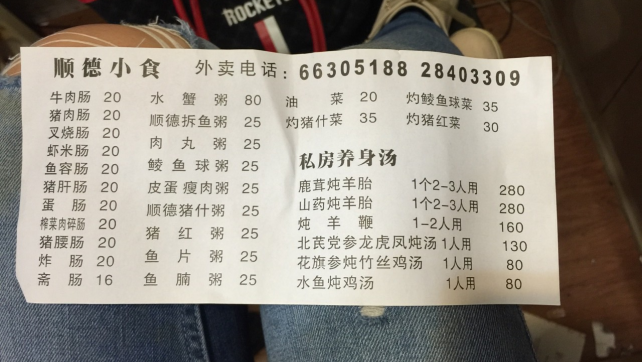 ROCKETS
顺德小食 外卖电话：66305188 28403309
牛肉肠 20
猪肉肠 20
叉烧肠 20
虾米肠 20
鱼容肠 20
猪肝肠 20
蛋肠 20
榨菜肉碎肠 20
猪腰肠 20
炸肠 20
斋肠 16
水蟹粥 80
顺德拆鱼粥 25
肉丸粥 25
鲮鱼球粥 25
皮蛋瘦肉粥 25
顺德猪什粥 25
猪红粥 25
鱼片粥 25
鱼腩粥 25
油菜 20
灼猪什菜 35
灼鲮鱼球菜 35
灼猪红菜 30
私房养身汤
鹿茸炖羊胎 1个2-3人用 280
山药炖羊胎 1个2-3人用 280
炖羊鞭 1-2人用 160
北芪党参龙虎凤炖汤 1人用 130
花旗参炖竹丝鸡汤 1人用 80
水鱼炖鸡汤 1人用 80